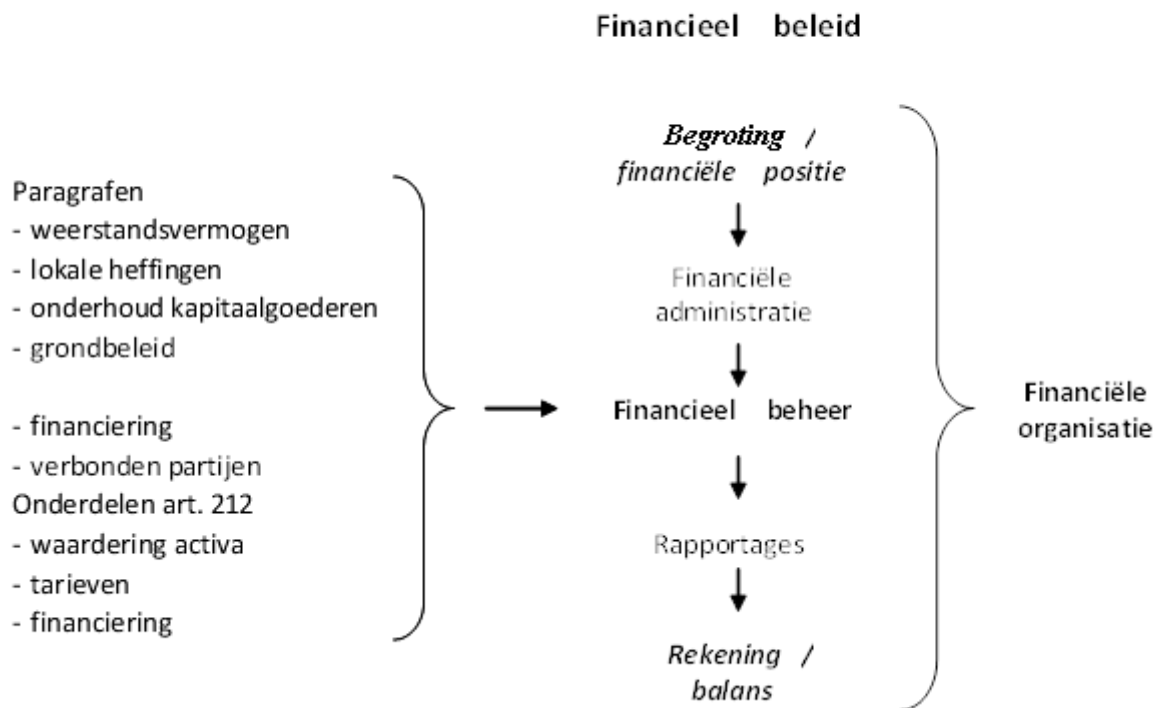 Financieel beleid
Paragrafen
- weerstandsvermogen
- lokale heffingen
- onderhoud kapitaalgoederen
- grondbeleid
- financiering
- verbonden partijen
Onderdelen art. 212
- waardering activa
- tarieven
- financiering
Begroting /
financiële positie
Financiële
administratie
Financieel beheer
Rapportages
Rekening /
balans
Financiële
organisatie